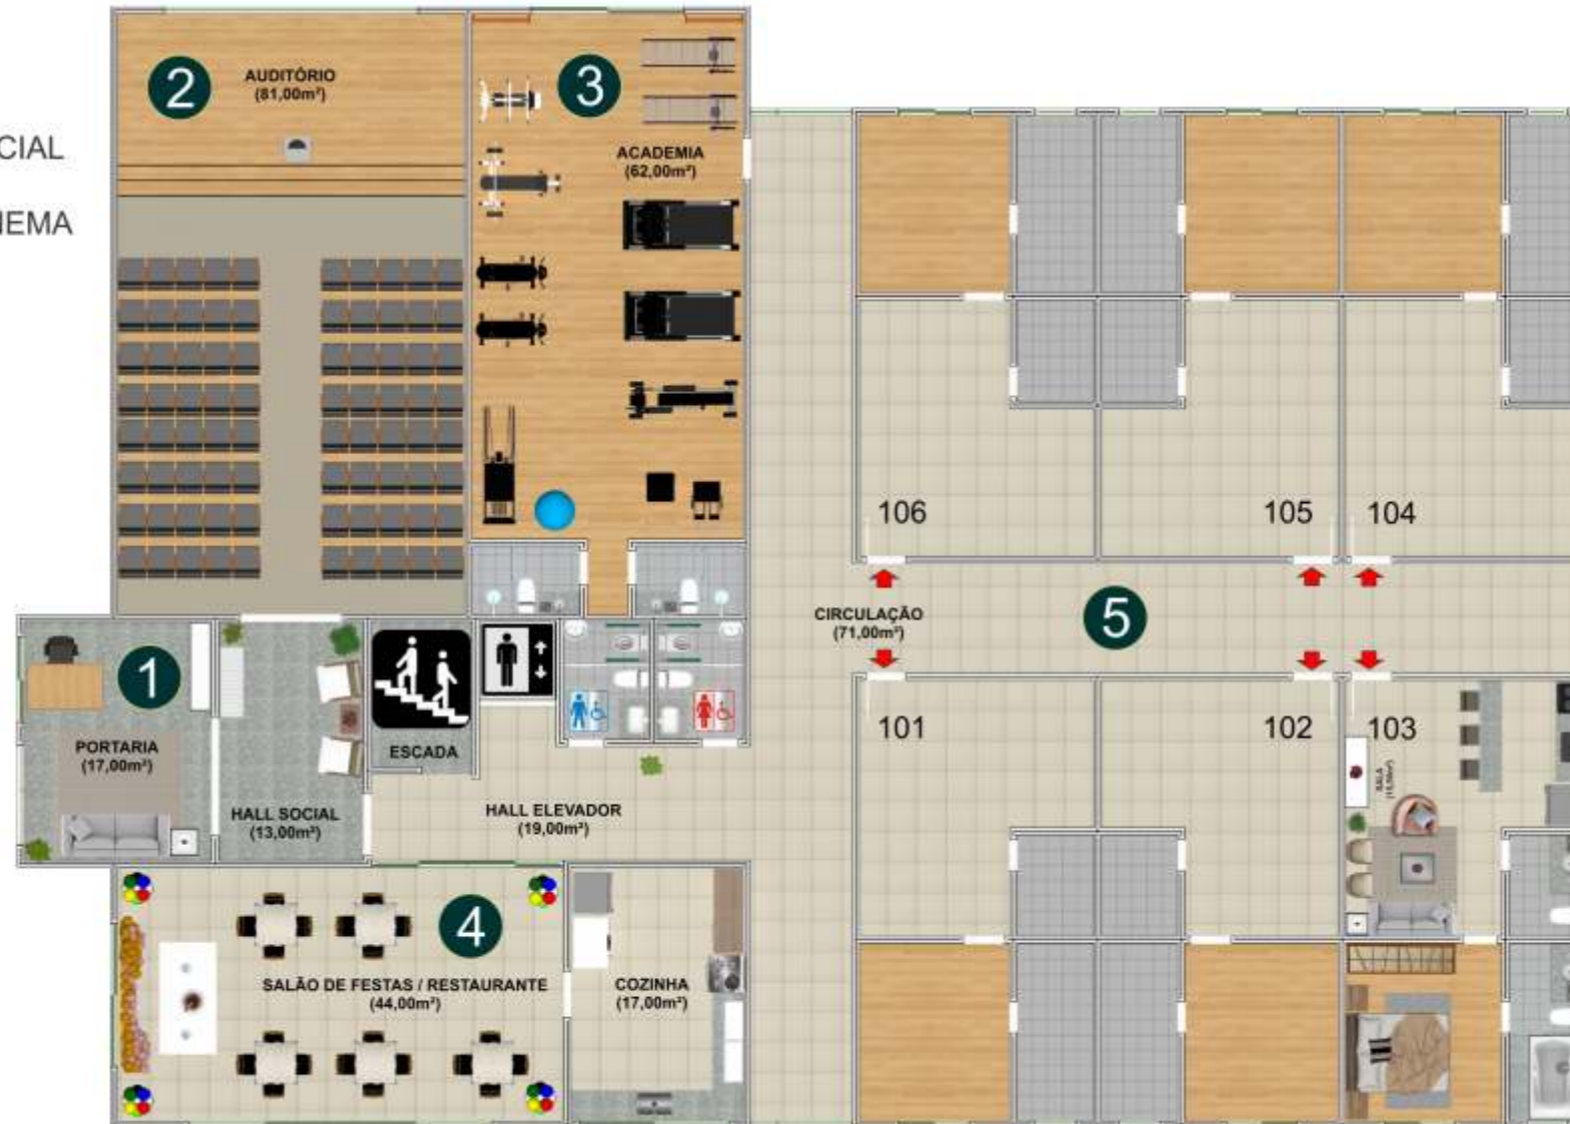 CIAL
2
AUDITÓRIO
(81,00m²)
3
ACADEMIA
(62,00m²)
106
105
104
CIRCULAÇÃO
(71,00m²)
5
1
PORTARIA
(17,00m²)
HALL SOCIAL
(13,00m²)
ESCADA
HALL ELEVADOR
(19,00m²)
101
102
103
SALA
4
SALÃO DE FESTAS / RESTAURANTE
(44,00m²)
COZINHA
(17,00m²)